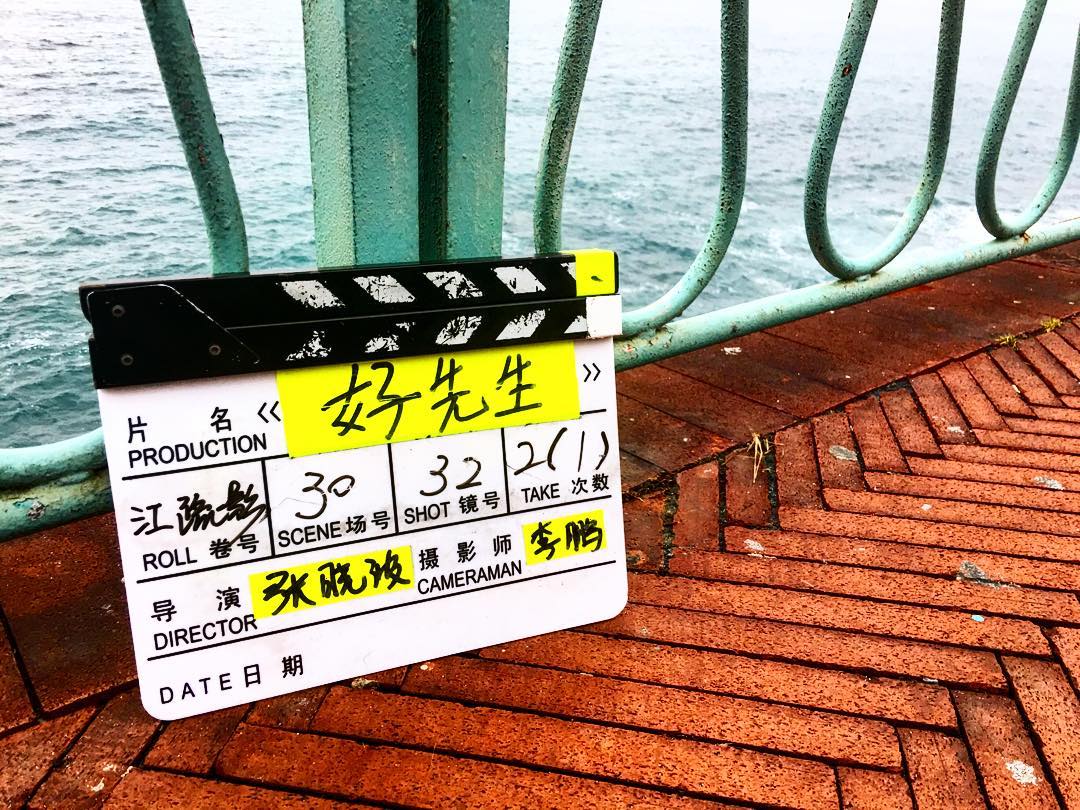 片 名 《 好先生 》
PRODUCTION
江疏影 30 32 2(1)
ROLL 卷号 SCENE 场号 SHOT 镜号 TAKE 次数
导 演 张晓波 摄 影 师 李鹏
DIRECTOR CAMERAMAN
DATE 日 期